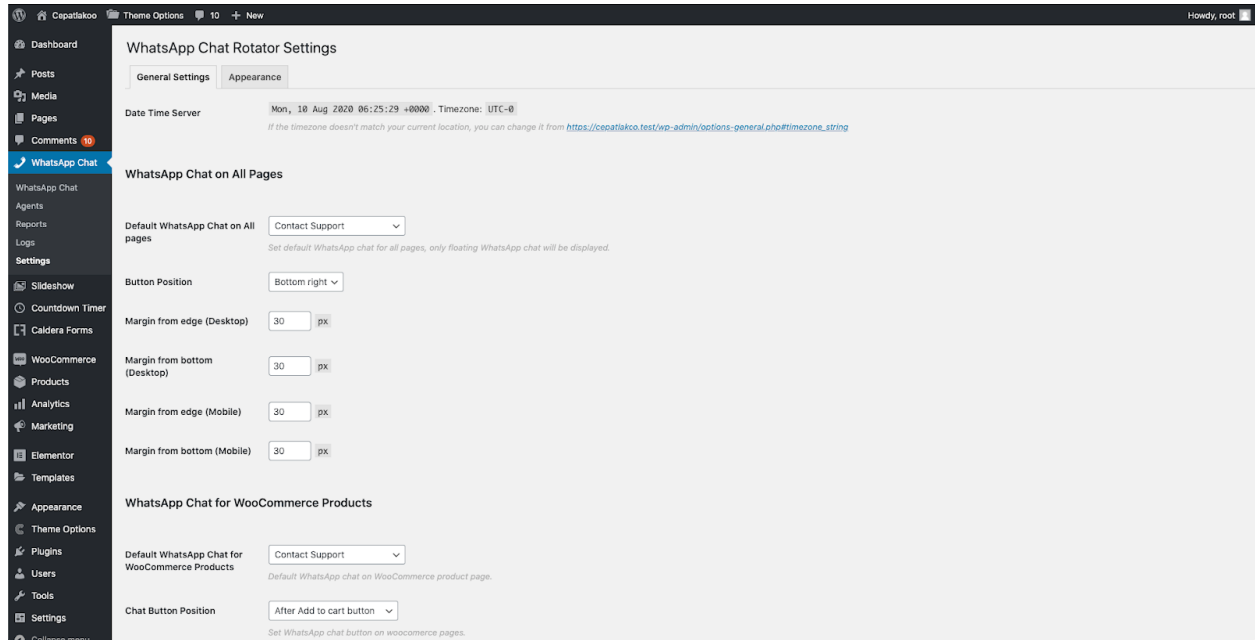 Cepatlakoo Theme Options 10 + New Howdy, root
Dashboard
Posts
Media
Pages
Comments 10
WhatsApp Chat
WhatsApp Chat
Agents
Reports
Logs
Settings
Slideshow
Countdown Timer
Caldera Forms
WooCommerce
Products
Analytics
Marketing
Elementor
Templates
Appearance
Theme Options
Plugins
Users
Tools
Settings
Collapse menu
WhatsApp Chat Rotator Settings
General Settings Appearance
Date Time Server Mon, 10 Aug 2020 06:25:29 +0000 . Timezone: UTC-0
If the timezone doesn't match your current location, you can change it from https://cepatlakco.test/wp-admin/options-general.php#timezone_string
WhatsApp Chat on All Pages
Default WhatsApp Chat on All
pages
Contact Support
Set default WhatsApp chat for all pages, only floating WhatsApp chat will be displayed.
Button Position Bottom right
Margin from edge (Desktop) 30 px
Margin from bottom
(Desktop)
30 px
Margin from edge (Mobile) 30 px
Margin from bottom (Mobile) 30 px
WhatsApp Chat for WooCommerce Products
Default WhatsApp Chat for
WooCommerce Products
Contact Support
Default WhatsApp chat on WooCommerce product page.
Chat Button Position After Add to cart button
Set WhatsApp chat button on woocomerce pages.